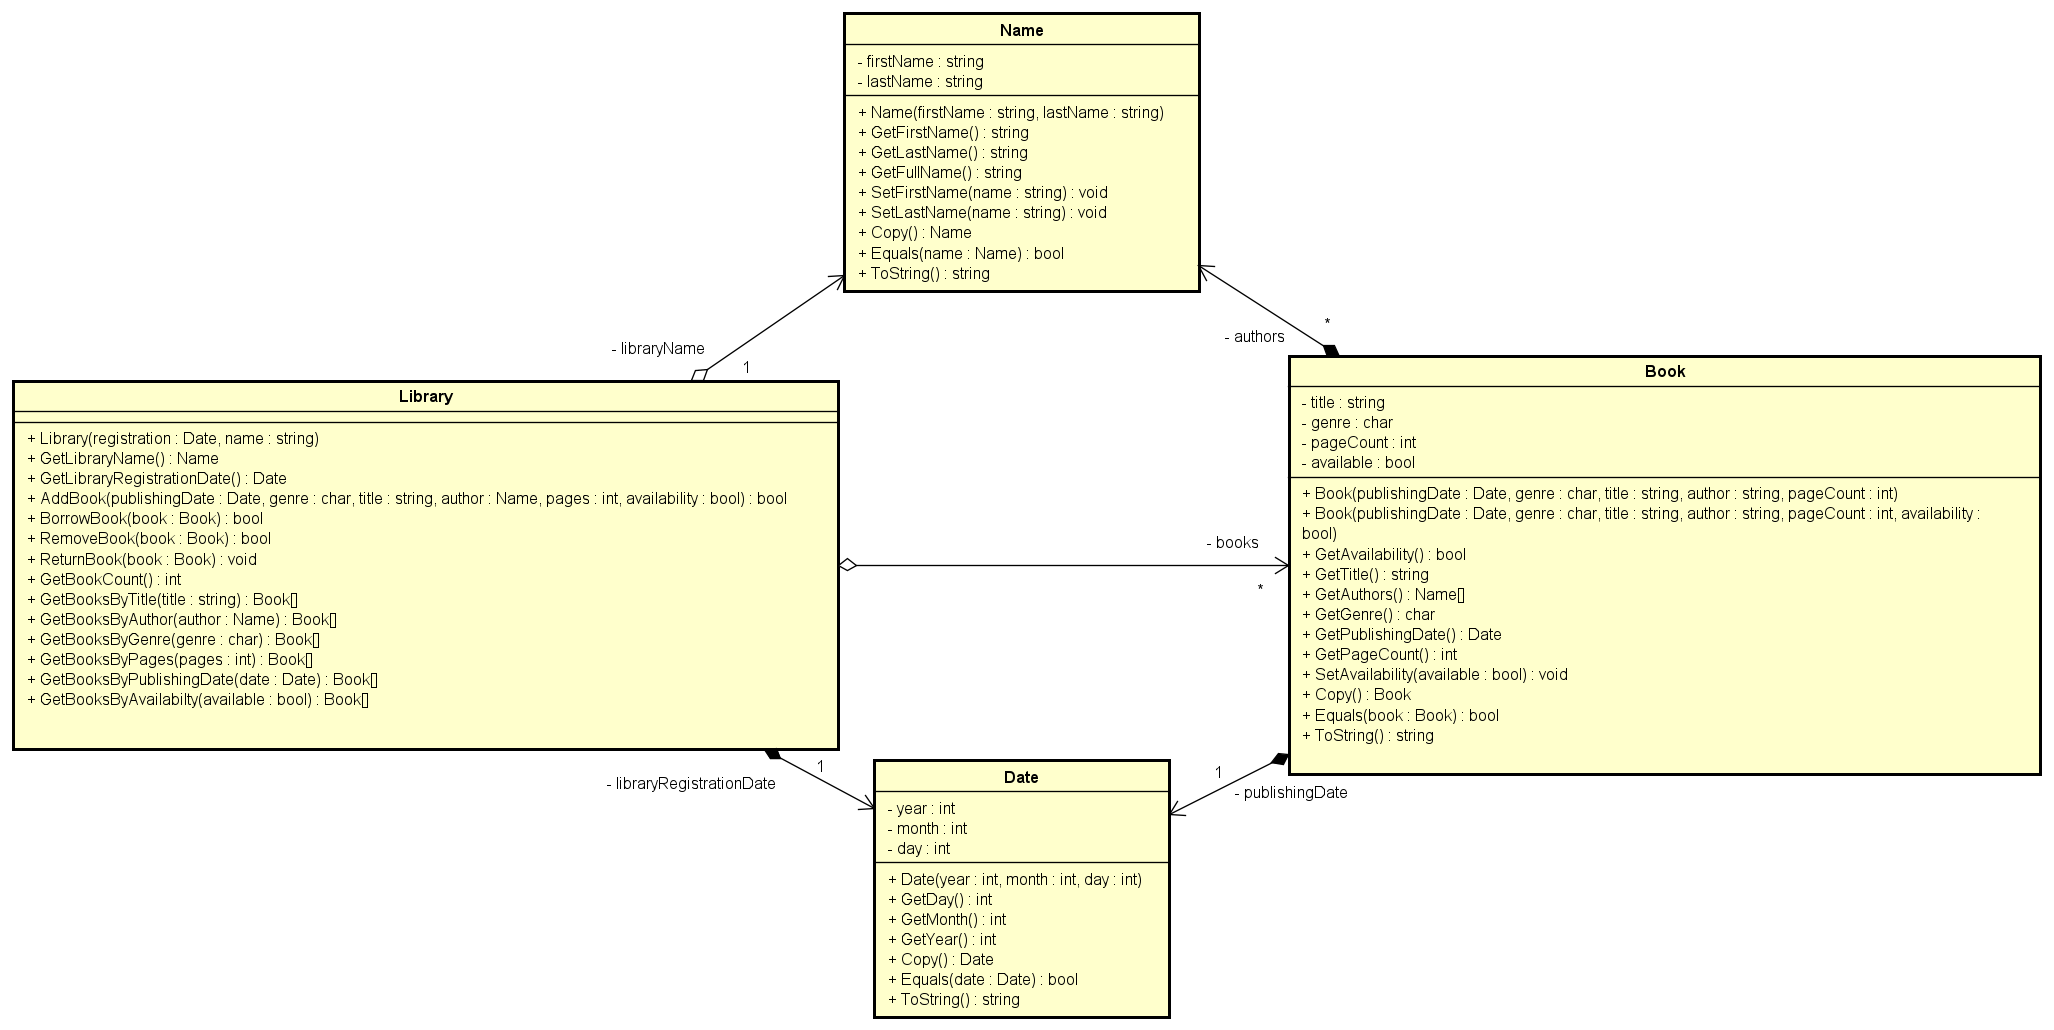 Name
- firstName : string
- lastName : string
+ Name(firstName : string, lastName : string)
+ GetFirstName() : string
+ GetLastName() : string
+ GetFullName() : string
+ SetFirstName(name : string) : void
+ SetLastName(name : string) : void
+ Copy() : Name
+ Equals(name : Name) : bool
+ ToString() : string
- libraryName
1
- authors
*
Library
+ Library(registration : Date, name : string)
+ GetLibraryName() : Name
+ GetLibraryRegistrationDate() : Date
+ AddBook(publishingDate : Date, genre : char, title : string, author : Name, pages : int, availability : bool) : bool
+ BorrowBook(book : Book) : bool
+ RemoveBook(book : Book) : bool
+ ReturnBook(book : Book) : void
+ GetBookCount() : int
+ GetBooksByTitle(title : string) : Book[]
+ GetBooksByAuthor(author : Name) : Book[]
+ GetBooksByGenre(genre : char) : Book[]
+ GetBooksByPages(pages : int) : Book[]
+ GetBooksByPublishingDate(date : Date) : Book[]
+ GetBooksByAvailabilty(available : bool) : Book[]
- books
*
Book
- title : string
- genre : char
- pageCount : int
- available : bool
+ Book(publishingDate : Date, genre : char, title : string, author : string, pageCount : int)
+ Book(publishingDate : Date, genre : char, title : string, author : string, pageCount : int, availability :
bool)
+ GetAvailability() : bool
+ GetTitle() : string
+ GetAuthors() : Name[]
+ GetGenre() : char
+ GetPublishingDate() : Date
+ GetPageCount() : int
+ SetAvailability(available : bool) : void
+ Copy() : Book
+ Equals(book : Book) : bool
+ ToString() : string
- libraryRegistrationDate
1
1
- publishingDate
Date
- year : int
- month : int
- day : int
+ Date(year : int, month : int, day : int)
+ GetDay() : int
+ GetMonth() : int
+ GetYear() : int
+ Copy() : Date
+ Equals(date : Date) : bool
+ ToString() : string